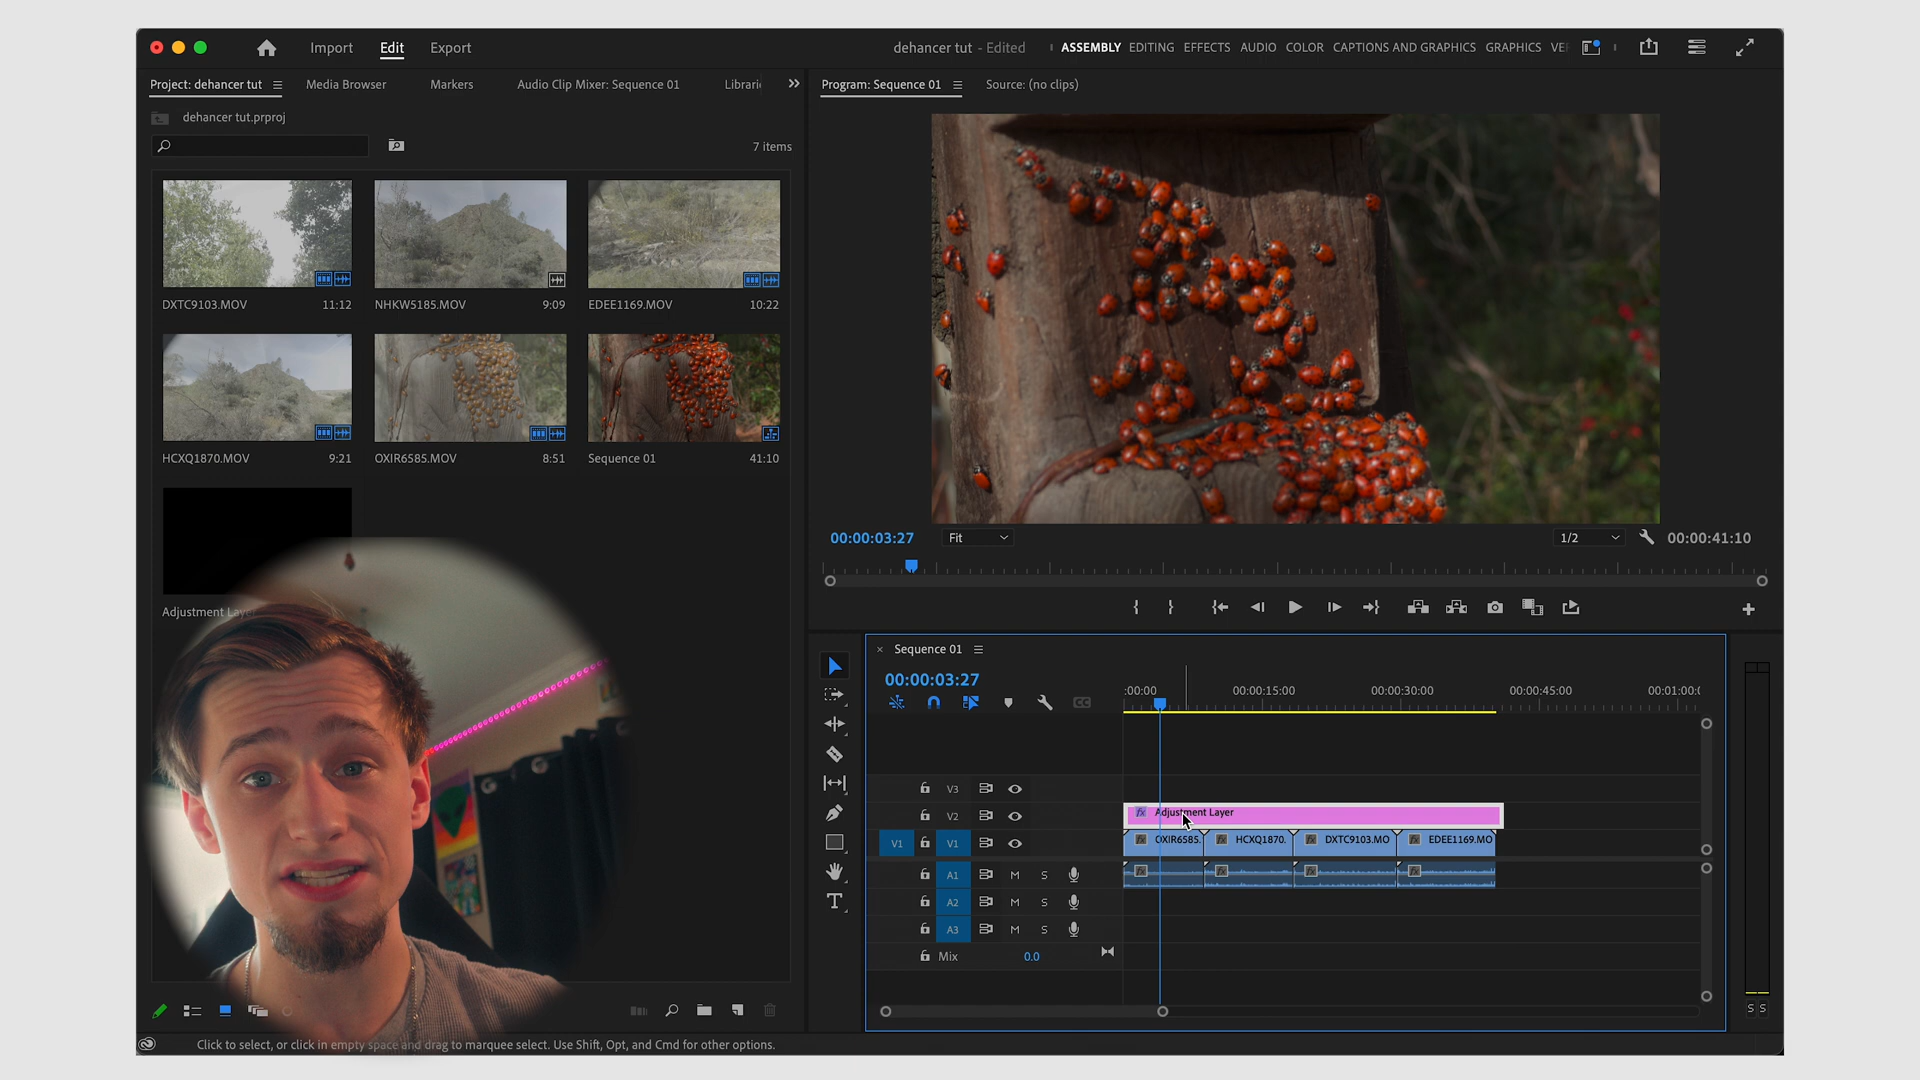 Import Edit Export dehancer tut - Edited ASSEMBLY EDITING EFFECTS AUDIO COLOR CAPTIONS AND GRAPHICS GRAPHICS
Project: dehancer tut Media Browser Markers Audio Clip Mixer: Sequence 01 Librari
Program: Sequence 01 Source: (no clips)
dehancer tut.prproj
7 items
DXTC9103.MOV 11:12 NHKW5185.MOV 9:09 EDEE1169.MOV 10:22
HCXQ1870.MOV 9:21 OXIR6585.MOV 8:51 Sequence 01 41:10
Adjustment Laye
00:00:03:27 Fit 1/2 00:00:41:10
Sequence 01
00:00:03:27
:00:00 00:00:15:00 00:00:30:00 00:00:45:00 00:01:00:0
V3
V2 fx Adjustment Layer
V1 V1 fx OXIR6585. fx HCXQ1870. fx DXTC9103.MO fx EDEE1169.MO
A1 M S
A2 M S
A3 M S
Mix 0.0
S S
Click to select, or click in empty space and drag to marquee select. Use Shift, Opt, and Cmd for other options.